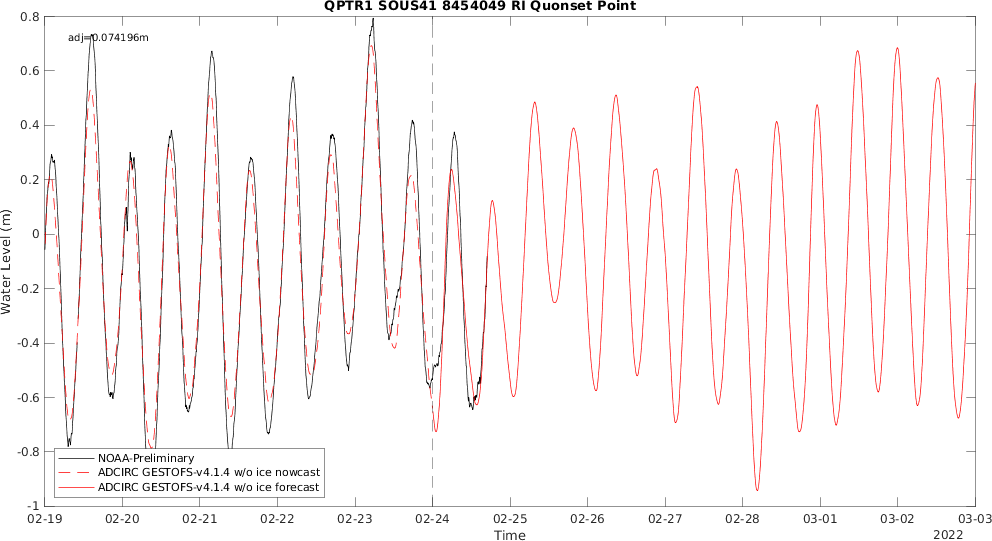 QPTR1 SOUS41 8454049 RI Quonset Point
adj=0.074196m
0.8
0.6
0.4
0.2
0
-0.2
-0.4
-0.6
-0.8
-1
Water Level (m)
NOAA-Preliminary
ADCIRC GESTOFS-v4.1.4 w/o ice nowcast
ADCIRC GESTOFS-v4.1.4 w/o ice forecast
02-19 02-20 02-21 02-22 02-23 02-24 02-25 02-26 02-27 02-28 03-01 03-02 03-03
Time
2022